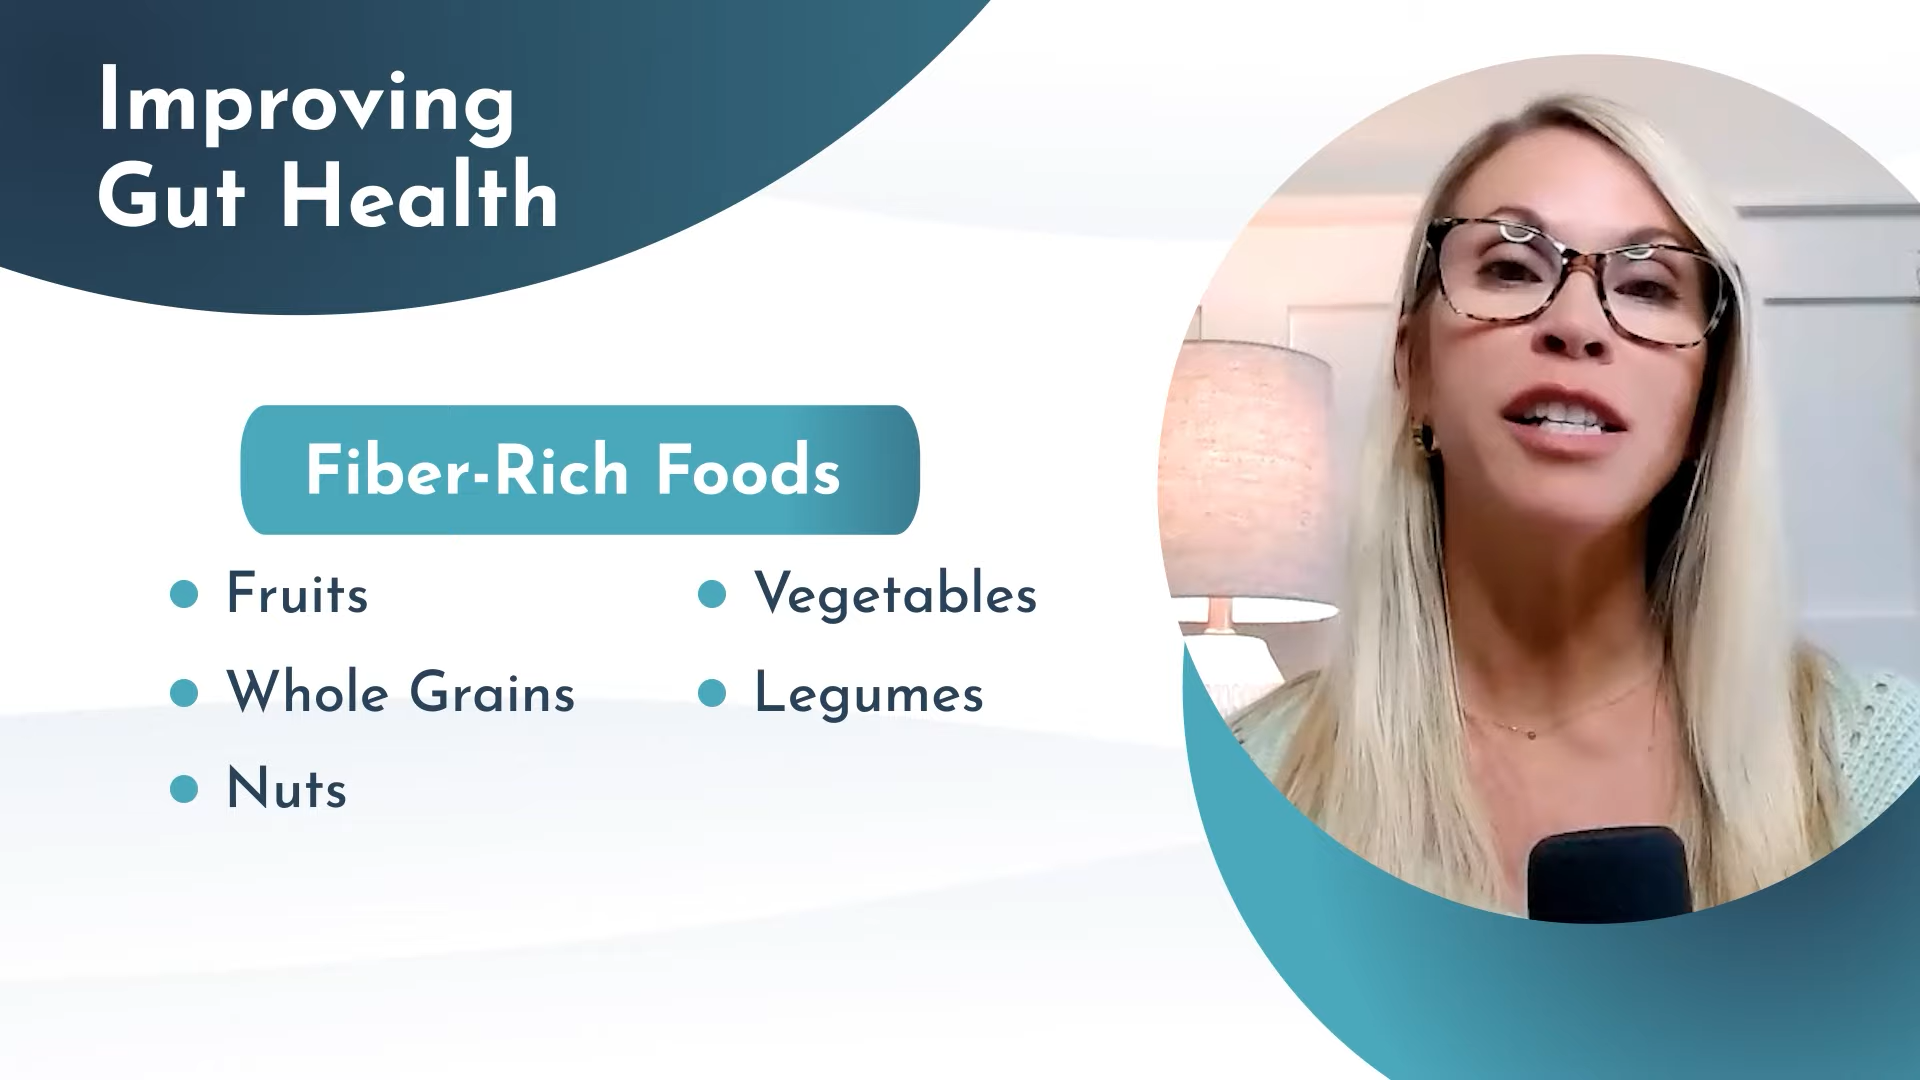 Improving
Gut Health
Fiber-Rich Foods
Fruits
Vegetables
Whole Grains
Legumes
Nuts